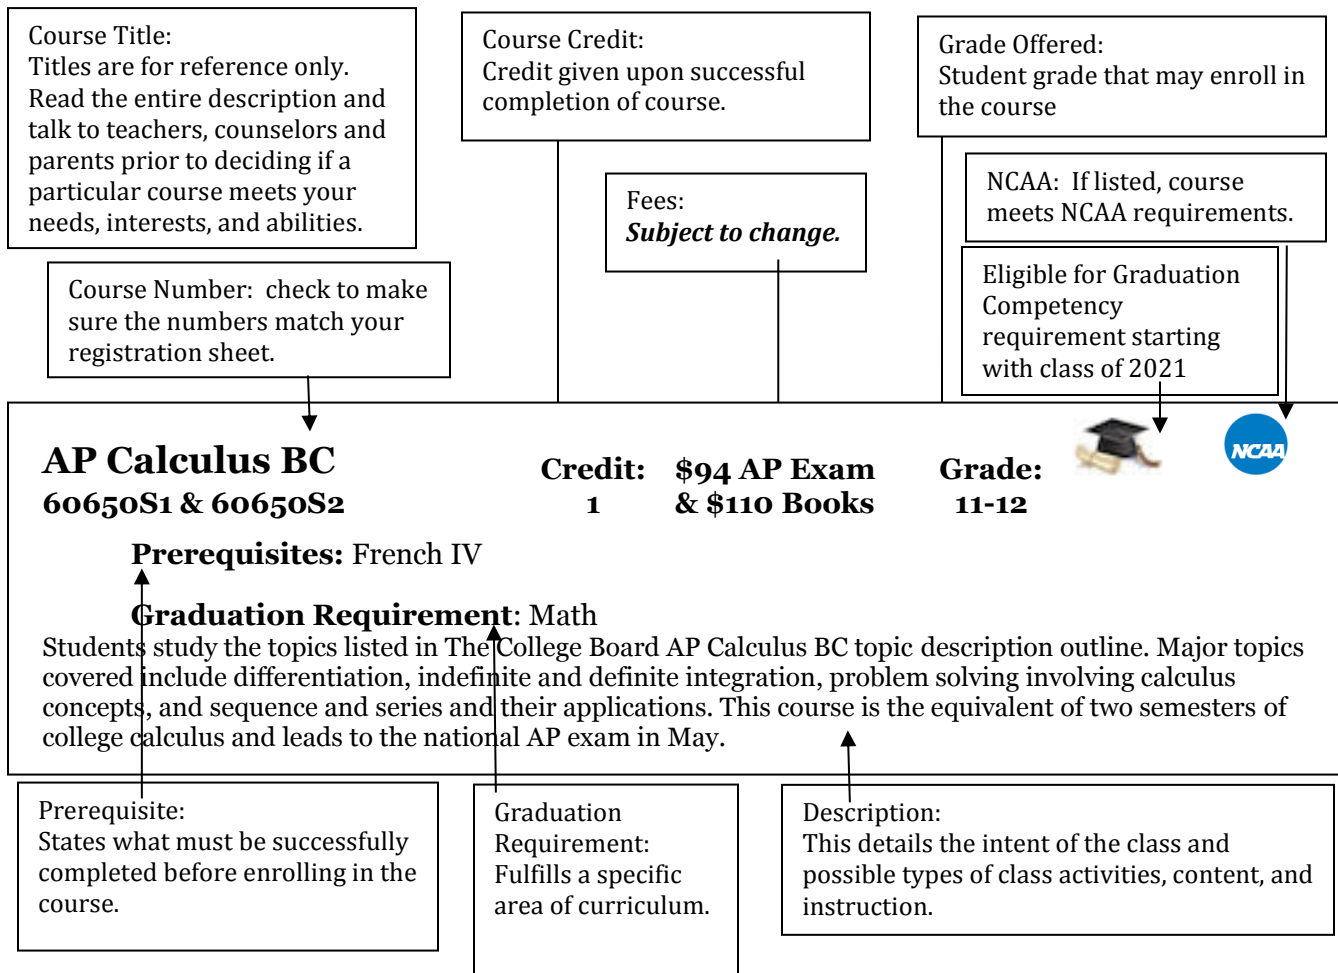 Course Title:
Titles are for reference only.
Read the entire description and
talk to teachers, counselors and
parents prior to deciding if a
particular course meets your
needs, interests, and abilities.
Course Credit:
Credit given upon successful
completion of course.
Grade Offered:
Student grade that may enroll in
the course
Fees:
Subject to change.
NCAA:  If listed, course
meets NCAA requirements.
Course Number:  check to make
sure the numbers match your
registration sheet.
Eligible for Graduation
Competency
requirement starting
with class of 2021
AP Calculus BC
60650S1 & 60650S2
Credit:
1
$94 AP Exam
& $110 Books
Grade:
11-12
NCAA
Prerequisites: French IV
Graduation Requirement: Math
Students study the topics listed in The College Board AP Calculus BC topic description outline. Major topics
covered include differentiation, indefinite and definite integration, problem solving involving calculus
concepts, and sequence and series and their applications. This course is the equivalent of two semesters of
college calculus and leads to the national AP exam in May.
Prerequisite:
States what must be successfully
completed before enrolling in the
course.
Graduation
Requirement:
Fulfills a specific
area of curriculum.
Description:
This details the intent of the class and
possible types of class activities, content, and
instruction.